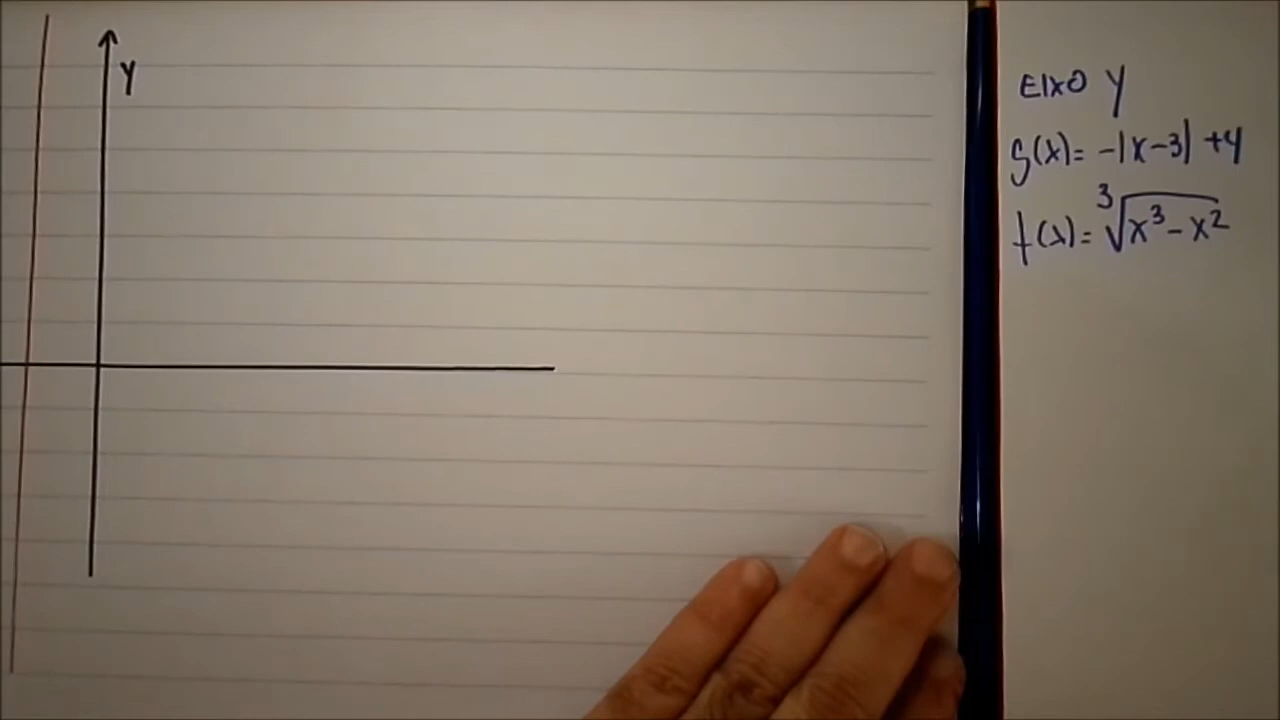 y
EIXO y
g(x)= -|x-3| +4
f(x)= ∛(x³-x²)